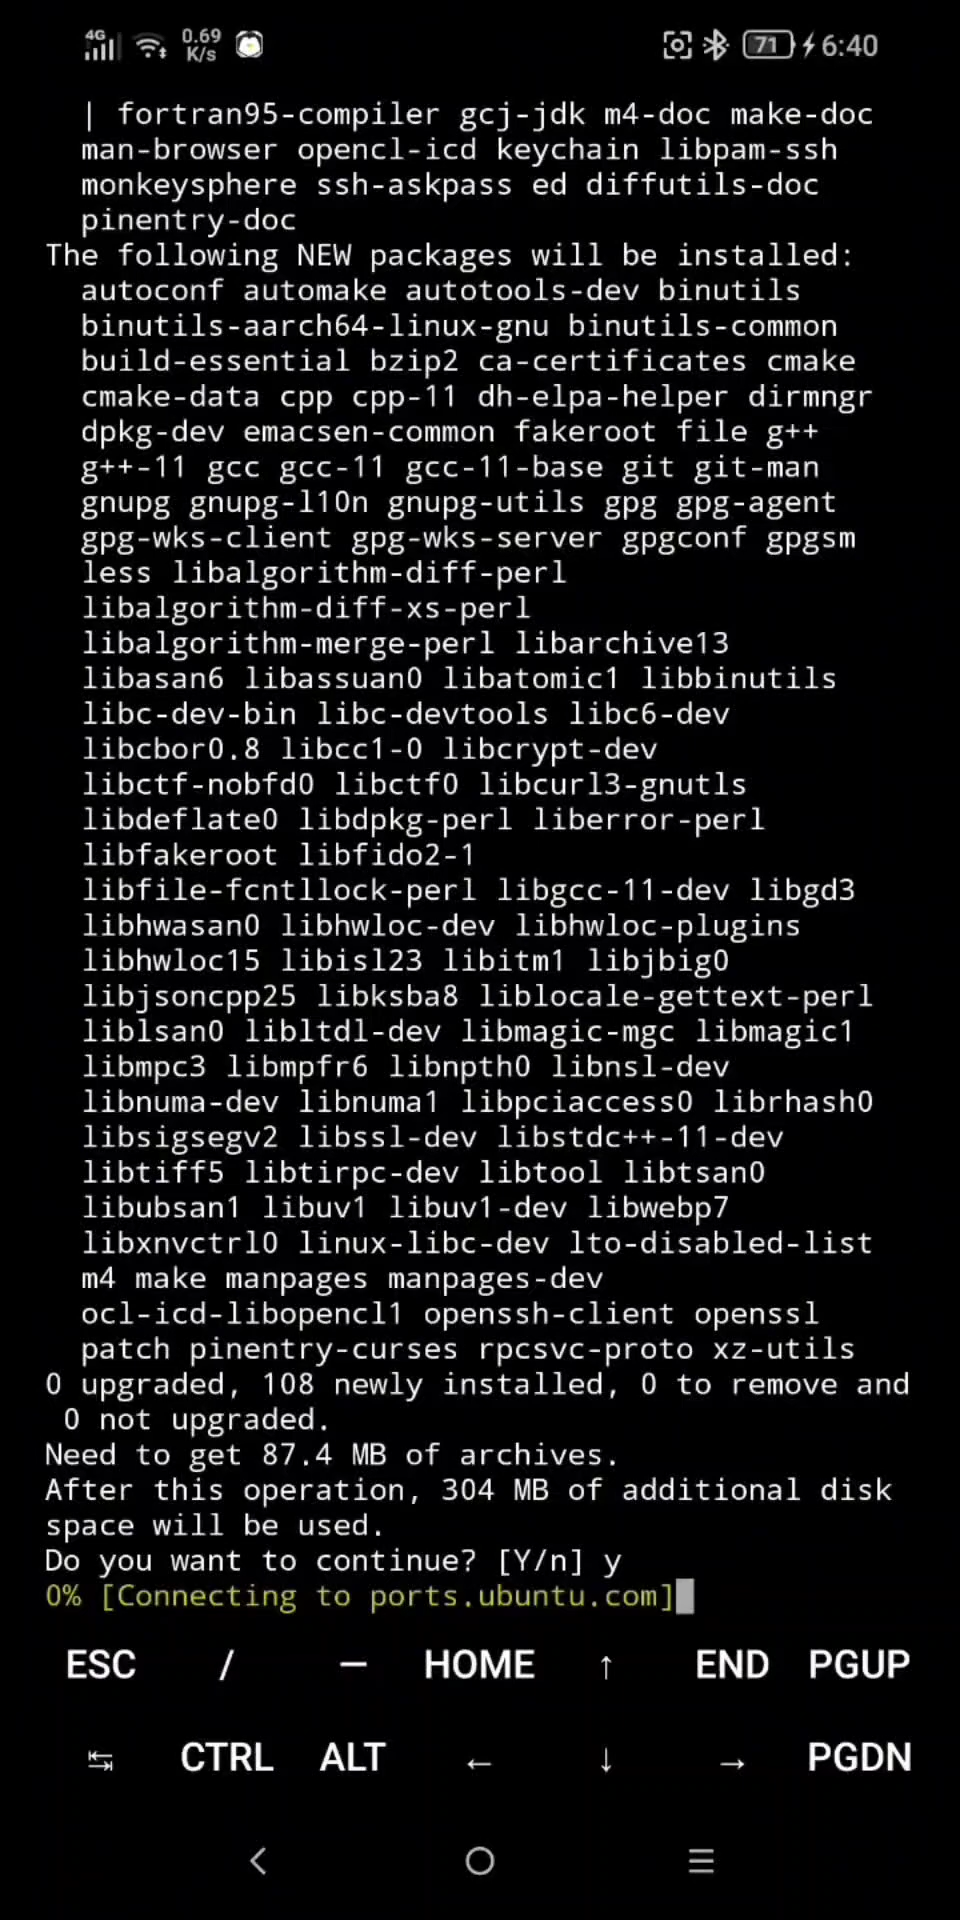 4G 0.69 K/s 71 6:40
| fortran95-compiler gcj-jdk m4-doc make-doc
man-browser opencl-icd keychain libpam-ssh
monkeysphere ssh-askpass ed diffutils-doc
pinentry-doc
The following NEW packages will be installed:
autoconf automake autotools-dev binutils
binutils-aarch64-linux-gnu binutils-common
build-essential bzip2 ca-certificates cmake
cmake-data cpp cpp-11 dh-elpa-helper dirmngr
dpkg-dev emacsen-common fakeroot file g++
g++-11 gcc gcc-11 gcc-11-base git git-man
gnupg gnupg-l10n gnupg-utils gpg gpg-agent
gpg-wks-client gpg-wks-server gpgconf gpgsm
less libalgorithm-diff-perl
libalgorithm-diff-xs-perl
libalgorithm-merge-perl libarchive13
libasan6 libassuan0 libatomic1 libbinutils
libc-dev-bin libc-devtools libc6-dev
libcbor0.8 libcc1-0 libcrypt-dev
libctf-nobfd0 libctf0 libcurl3-gnutls
libdeflate0 libdpkg-perl liberror-perl
libfakeroot libfido2-1
libfile-fcntllock-perl libgcc-11-dev libgd3
libhwasan0 libhwloc-dev libhwloc-plugins
libhwloc15 libisl23 libitm1 libjbig0
libjsoncpp25 libksba8 liblocale-gettext-perl
liblsan0 libltdl-dev libmagic-mgc libmagic1
libmpc3 libmpfr6 libnpth0 libnsl-dev
libnuma-dev libnuma1 libpciaccess0 librhash0
libsigsegv2 libssl-dev libstdc++-11-dev
libtiff5 libtirpc-dev libtool libtsan0
libubsan1 libuv1 libuv1-dev libwebp7
libxnvctrl0 linux-libc-dev lto-disabled-list
m4 make manpages manpages-dev
ocl-icd-libopencl1 openssh-client openssl
patch pinentry-curses rpcsvc-proto xz-utils
0 upgraded, 108 newly installed, 0 to remove and
0 not upgraded.
Need to get 87.4 MB of archives.
After this operation, 304 MB of additional disk
space will be used.
Do you want to continue? [Y/n] y
0% [Connecting to ports.ubuntu.com]
ESC / — HOME ↑ END PGUP
↹ CTRL ALT ← ↓ → PGDN